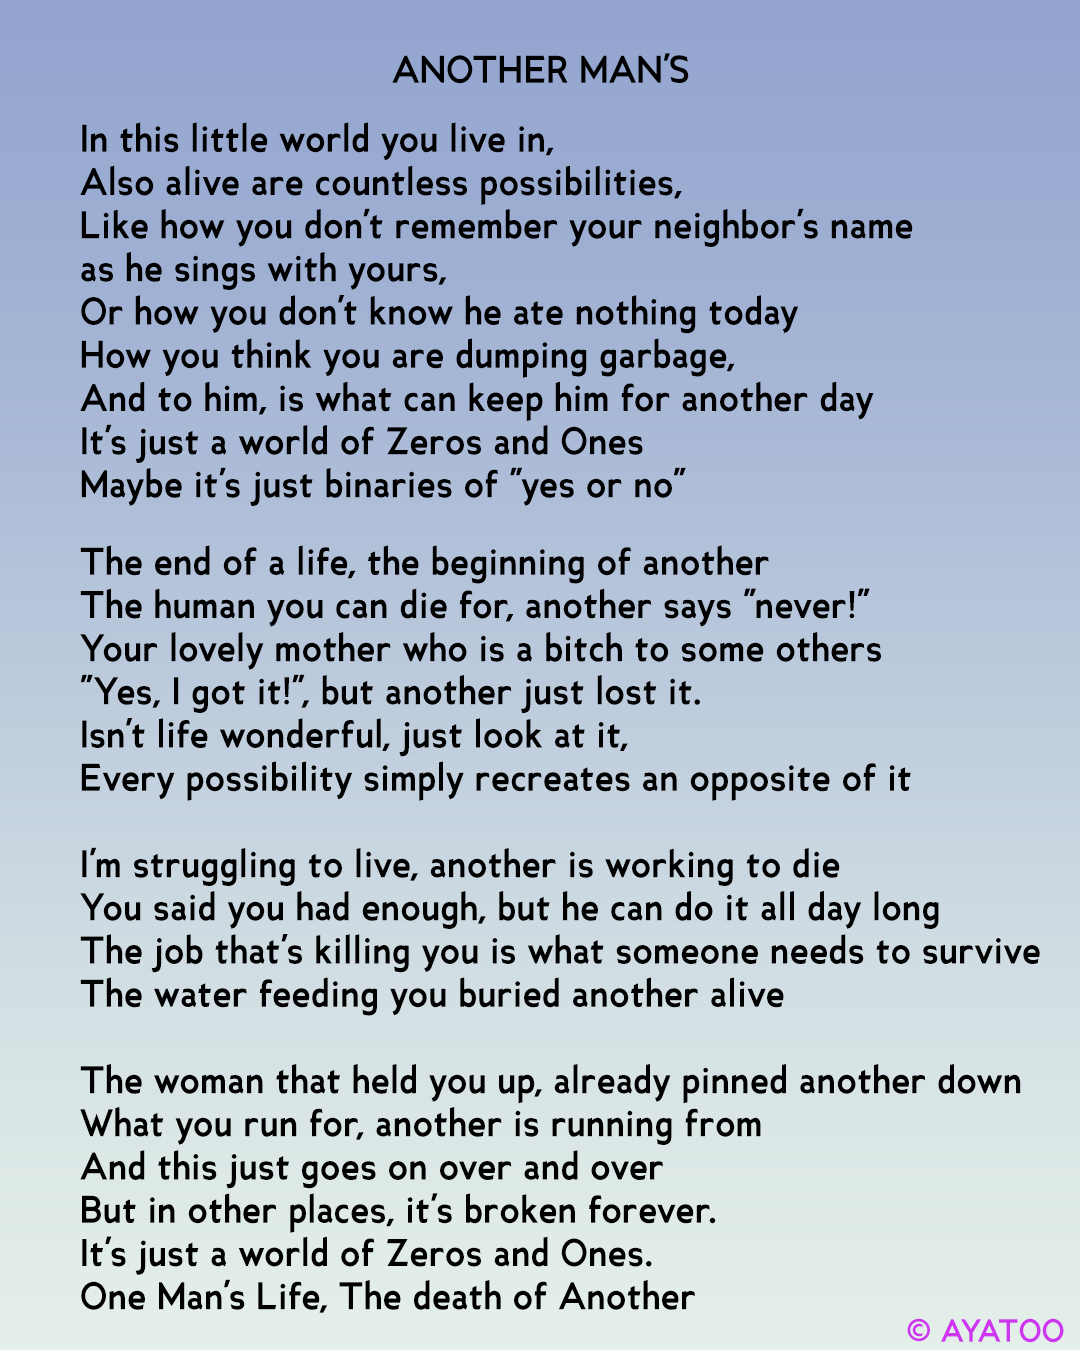 ANOTHER MAN'S
In this little world you live in,
Also alive are countless possibilities,
Like how you don't remember your neighbor's name
as he sings with yours,
Or how you don't know he ate nothing today
How you think you are dumping garbage,
And to him, is what can keep him for another day
It's just a world of Zeros and Ones
Maybe it's just binaries of "yes or no"
The end of a life, the beginning of another
The human you can die for, another says "never!"
Your lovely mother who is a bitch to some others
"Yes, I got it!", but another just lost it.
Isn't life wonderful, just look at it,
Every possibility simply recreates an opposite of it
I'm struggling to live, another is working to die
You said you had enough, but he can do it all day long
The job that's killing you is what someone needs to survive
The water feeding you buried another alive
The woman that held you up, already pinned another down
What you run for, another is running from
And this just goes on over and over
But in other places, it's broken forever.
It's just a world of Zeros and Ones.
One Man's Life, The death of Another
© AYATOO